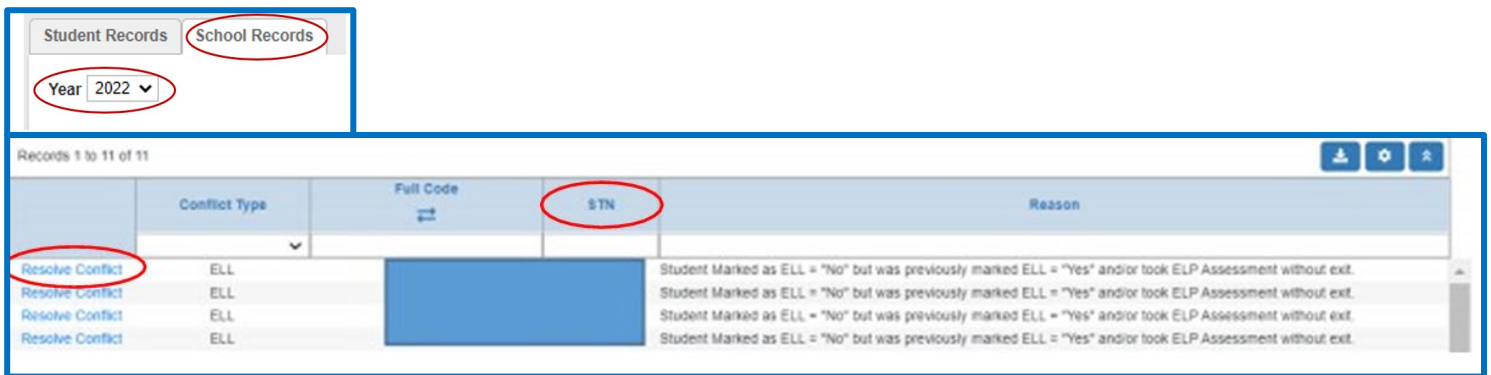 Student Records School Records
Year 2022
Records 1 to 11 of 11
Conflict Type Full Code STN Reason
Resolve Conflict ELL Student Marked as ELL = "No" but was previously marked ELL = "Yes" and/or took ELP Assessment without exit.
Resolve Conflict ELL Student Marked as ELL = "No" but was previously marked ELL = "Yes" and/or took ELP Assessment without exit.
Resolve Conflict ELL Student Marked as ELL = "No" but was previously marked ELL = "Yes" and/or took ELP Assessment without exit.
Resolve Conflict ELL Student Marked as ELL = "No" but was previously marked ELL = "Yes" and/or took ELP Assessment without exit.